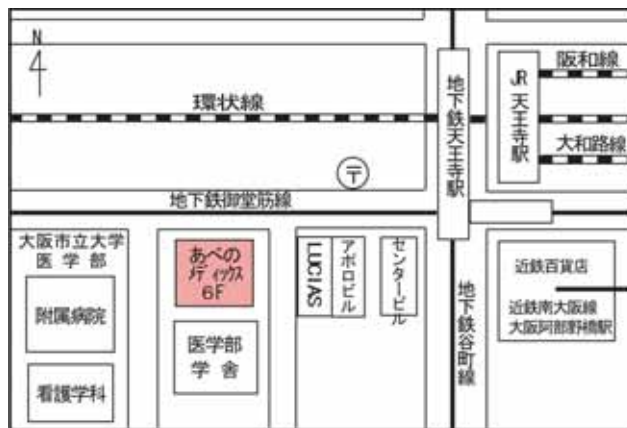 N
環状線
阪和線
JR天王寺駅
大和路線
地下鉄天王寺駅
〒
地下鉄御堂筋線
大阪市立大学
医学部
附属病院
看護学科
あべの
メディックス
6F
医学部
学舎
LUCIAS
アポロビル
センタービル
地下鉄谷町線
近鉄百貨店
近鉄南大阪線
大阪阿部野橋駅